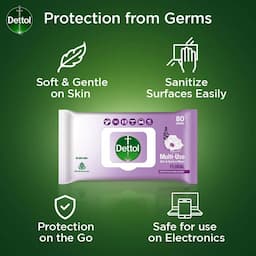 Dettol
Protection from Germs
Soft & Gentle
on Skin
Sanitize
Surfaces Easily
80
Dettol
Multi-Use
Protection
on the Go
Safe for use
on Electronics